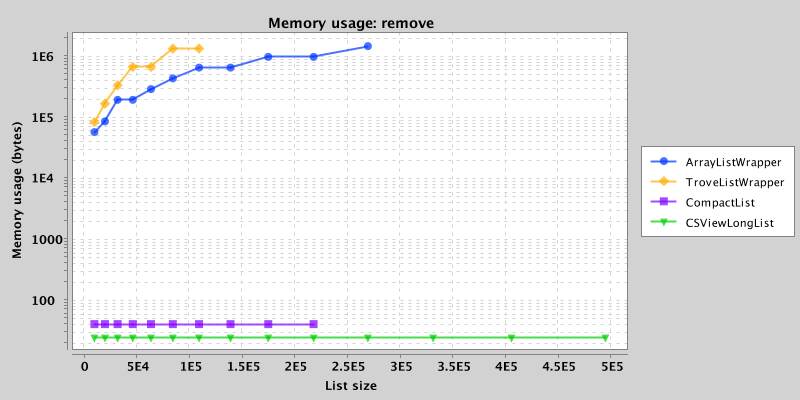 Memory usage: remove
Memory usage (bytes)
1E6
1E5
1E4
1000
100
0 5E4 1E5 1.5E5 2E5 2.5E5 3E5 3.5E5 4E5 4.5E5 5E5
List size
ArrayListWrapper
TroveListWrapper
CompactList
CSViewLongList